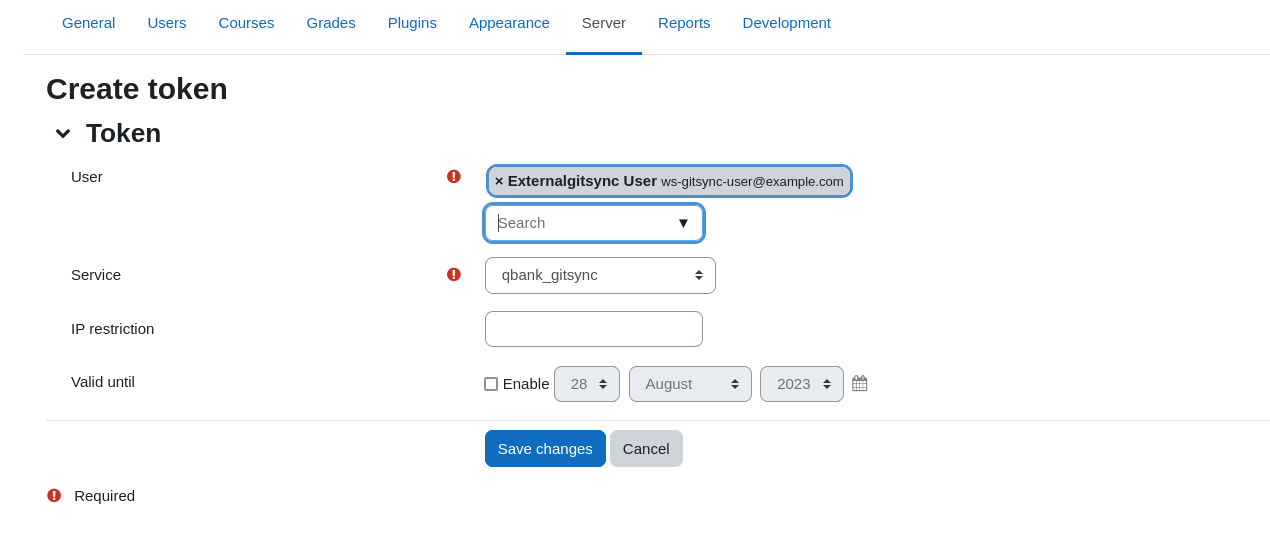 General Users Courses Grades Plugins Appearance Server Reports Development
Create token
Token
User
× Externalgitsync User ws-gitsync-user@example.com
Search ▼
Service
qbank_gitsync
IP restriction
Valid until
Enable 28 August 2023
Save changes Cancel
Required